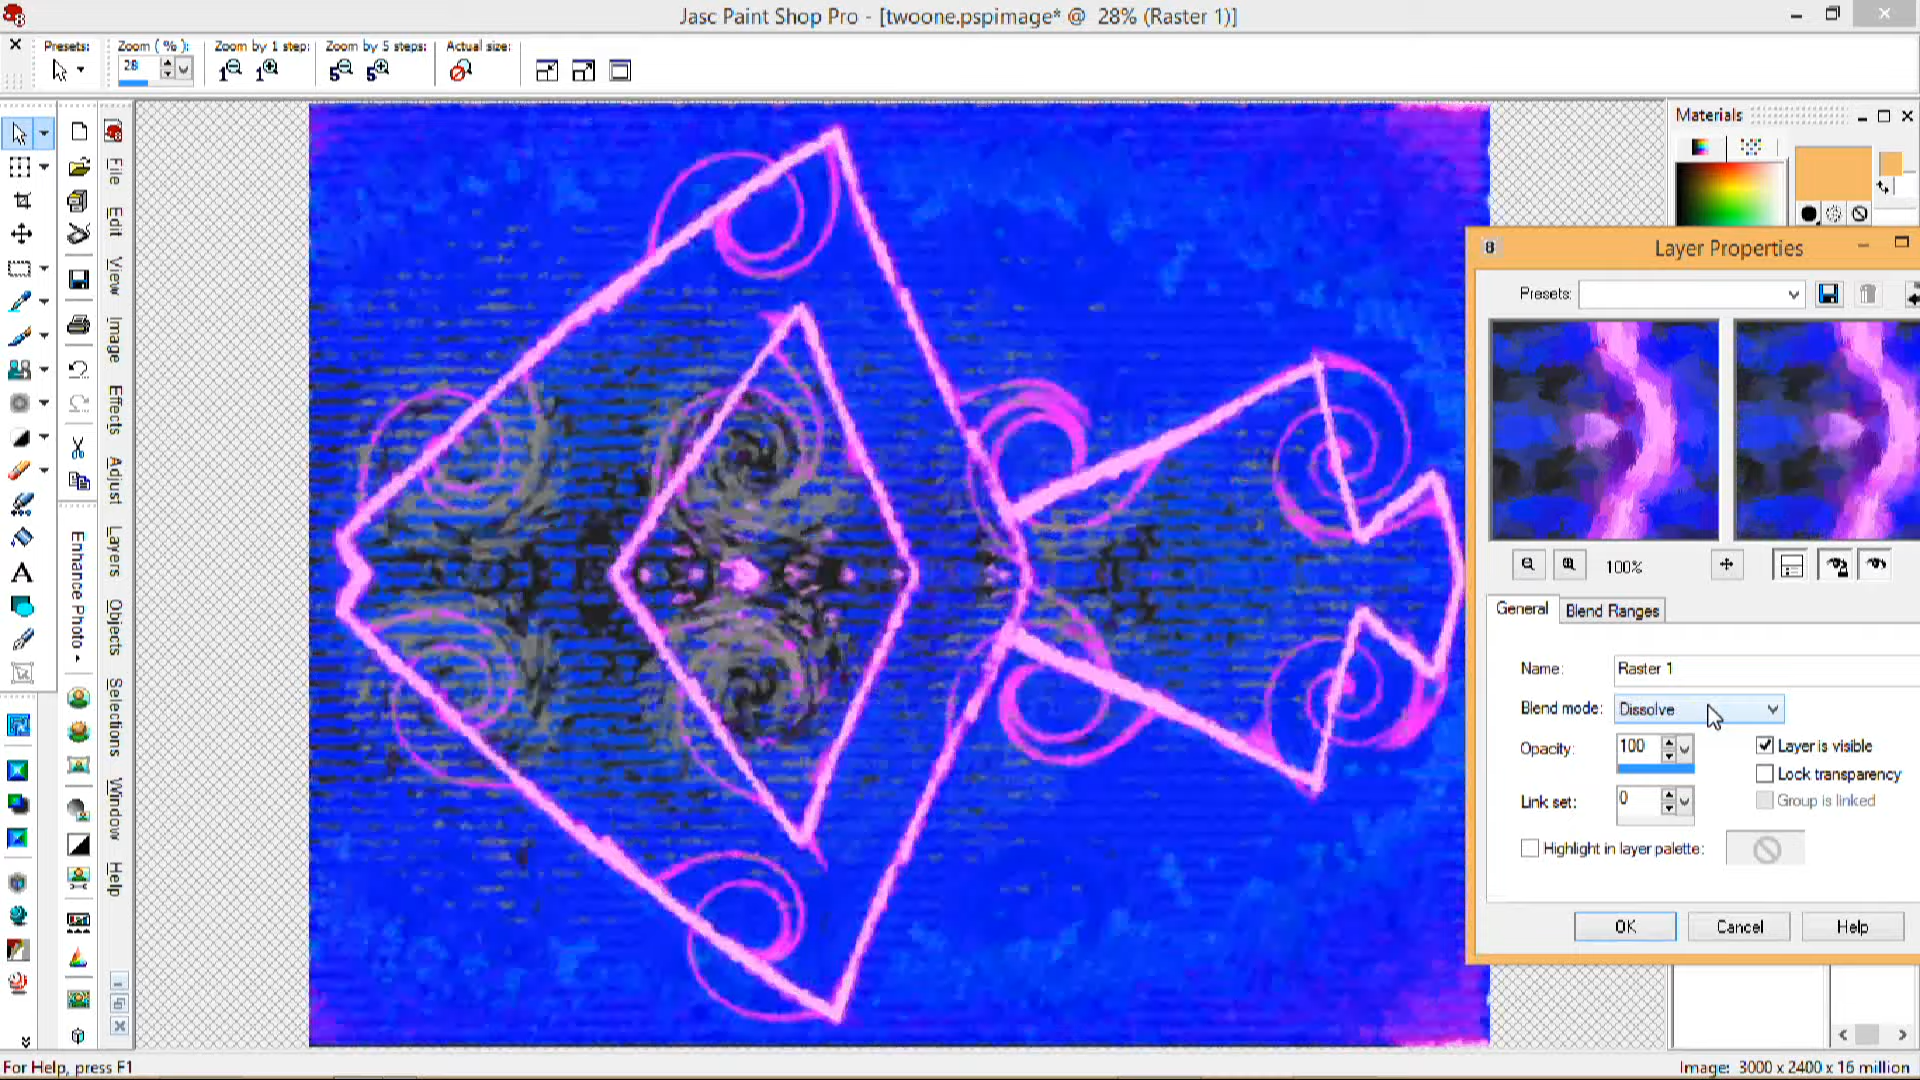 Jasc Paint Shop Pro - [twoone.pspimage* @ 28% (Raster 1)]
Presets:
Zoom ( % ):
Zoom by 1 step:
Zoom by 5 steps:
Actual size:
28
1
1
5
5
Materials
File
Edit
View
Image
Effects
Adjust
Layers
Objects
Selections
Window
Help
Enhance Photo
A
Layer Properties
Presets:
100%
General
Blend Ranges
Name:
Raster 1
Blend mode:
Dissolve
Opacity:
100
Layer is visible
Lock transparency
Link set:
0
Group is linked
Highlight in layer palette:
OK
Cancel
Help
For Help, press F1
Image: 3000 x 2400 x 16 million